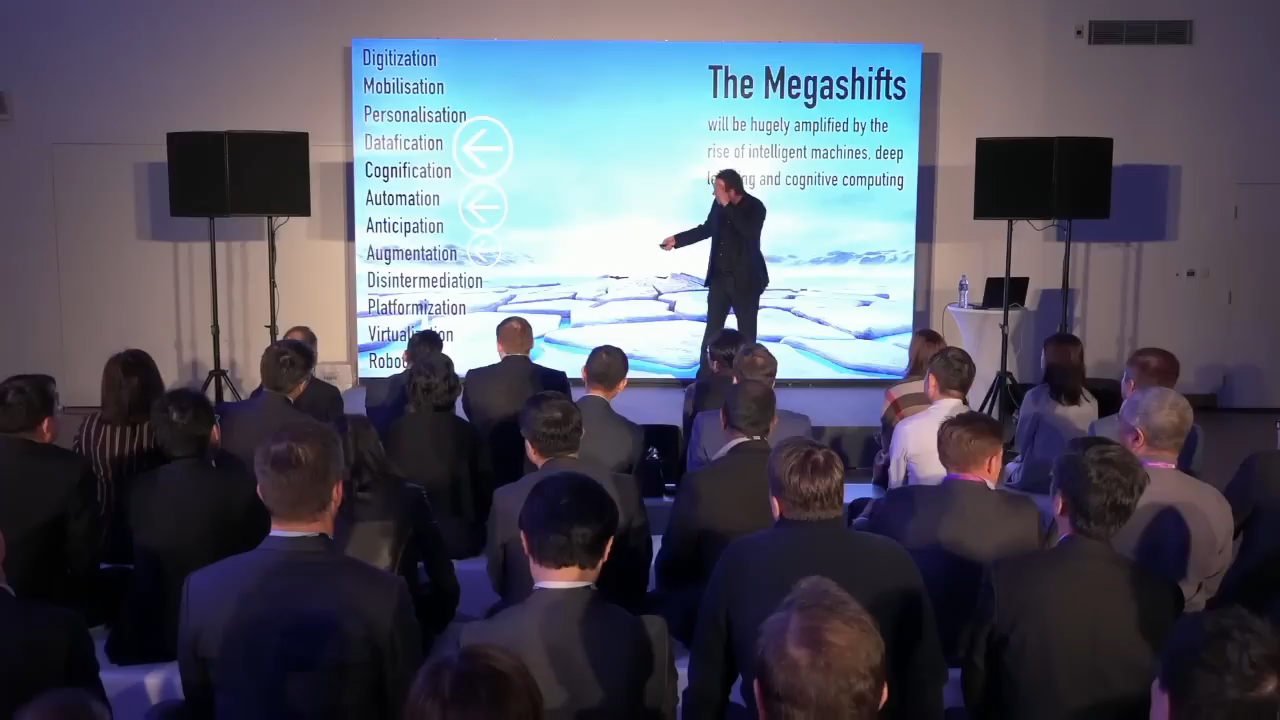 Digitization
Mobilisation
Personalisation
Datafication
Cognification
Automation
Anticipation
Augmentation
Disintermediation
Platformization
The Megashifts
will be hugely amplified by the
rise of intelligent machines, deep
and cognitive computing